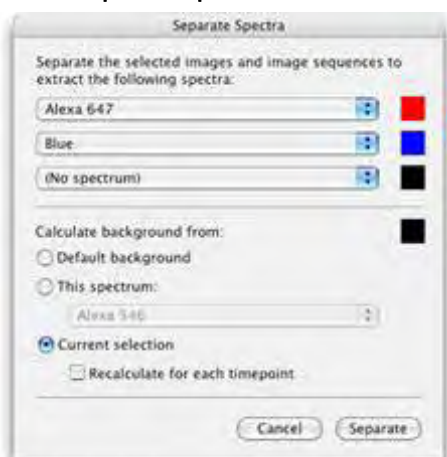 Separate Spectra
Separate the selected images and image sequences to
extract the following spectra:
Alexa 647
Blue
(No spectrum)
Calculate background from:
Default background
This spectrum:
Alexa 546
Current selection
Recalculate for each timepoint
Cancel Separate